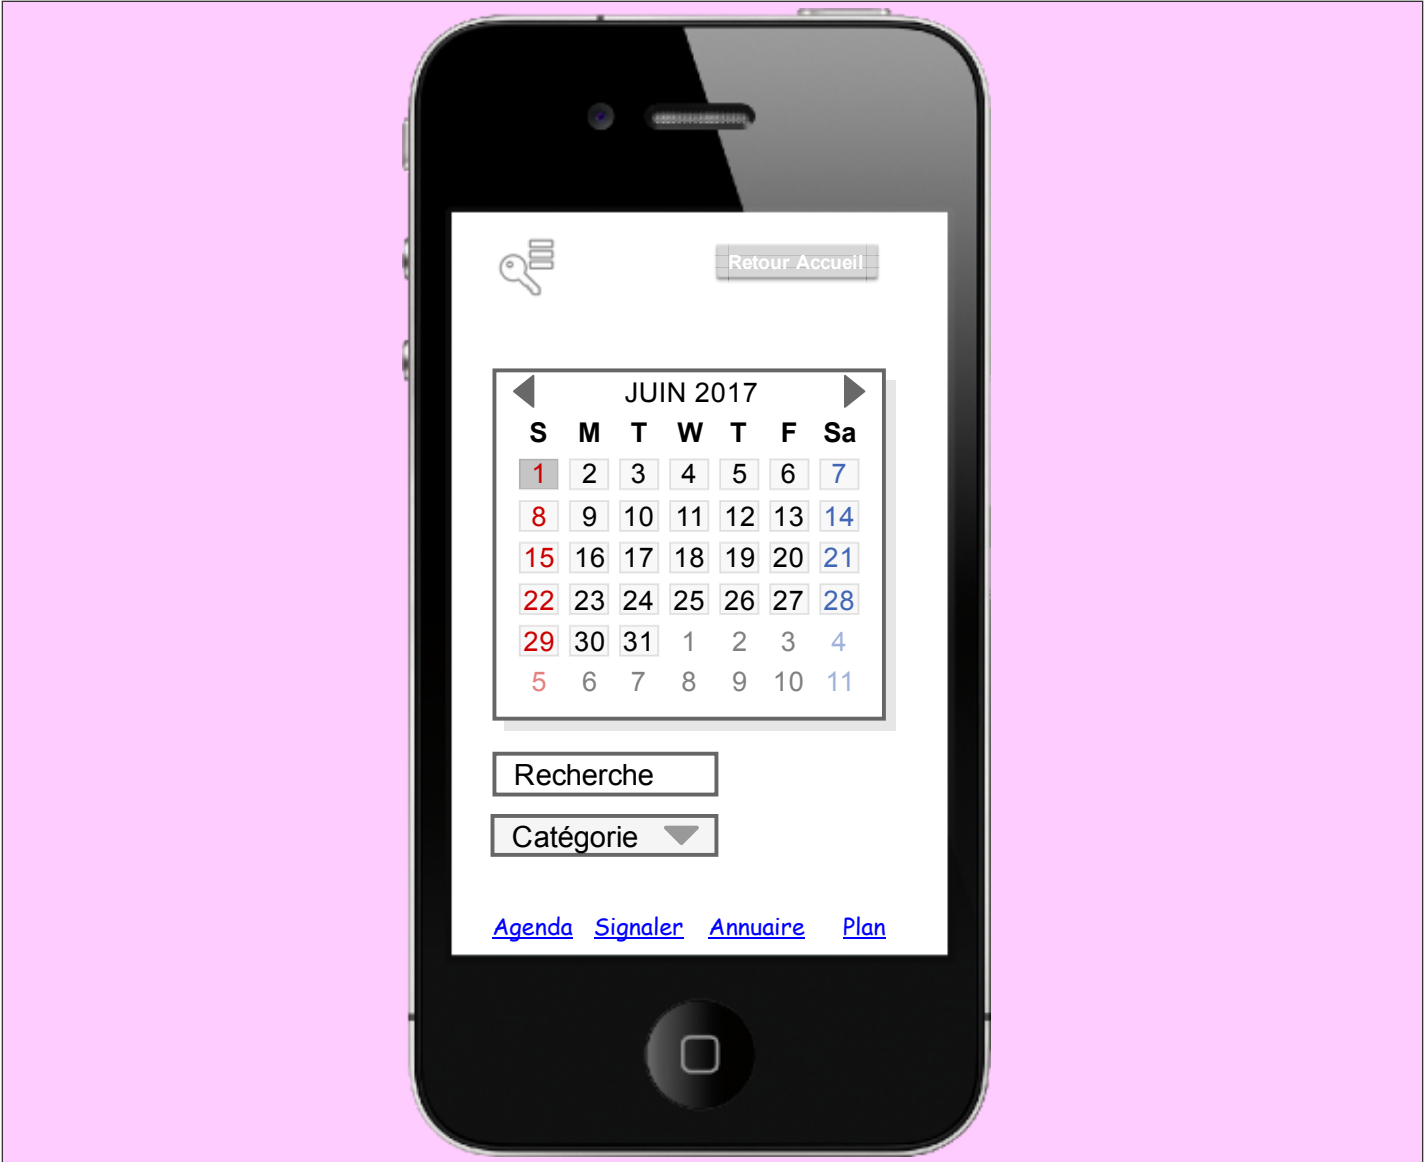 Retour Accueil
JUIN 2017
S M T W T F Sa
1 2 3 4 5 6 7
8 9 10 11 12 13 14
15 16 17 18 19 20 21
22 23 24 25 26 27 28
29 30 31 1 2 3 4
5 6 7 8 9 10 11
Recherche
Catégorie
Agenda Signaler Annuaire Plan